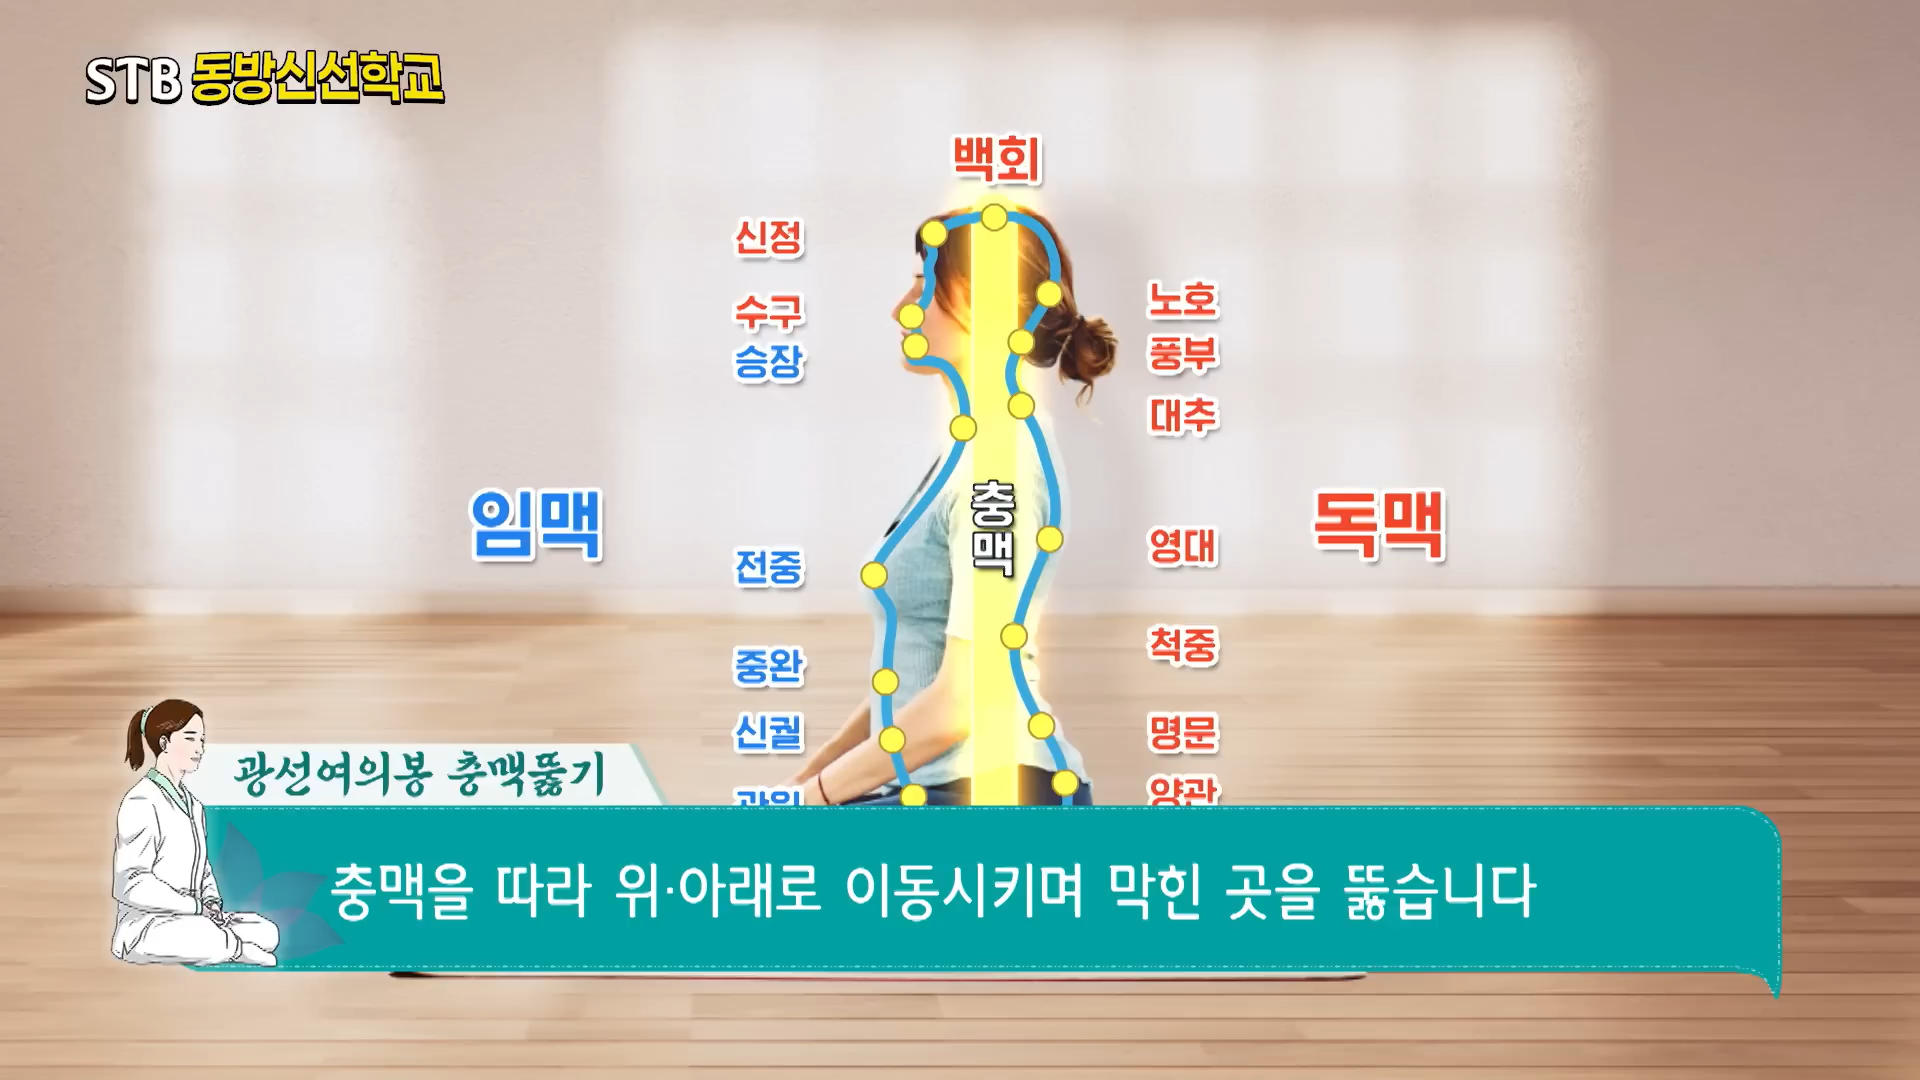 STB 동방신선학교
백회
신정
수구
승장
노호
풍부
대추
임맥
충맥
독맥
전중
영대
중완
척중
신궐
명문
양관
광선여의봉 충맥뚫기
충맥을 따라 위·아래로 이동시키며 막힌 곳을 뚫습니다